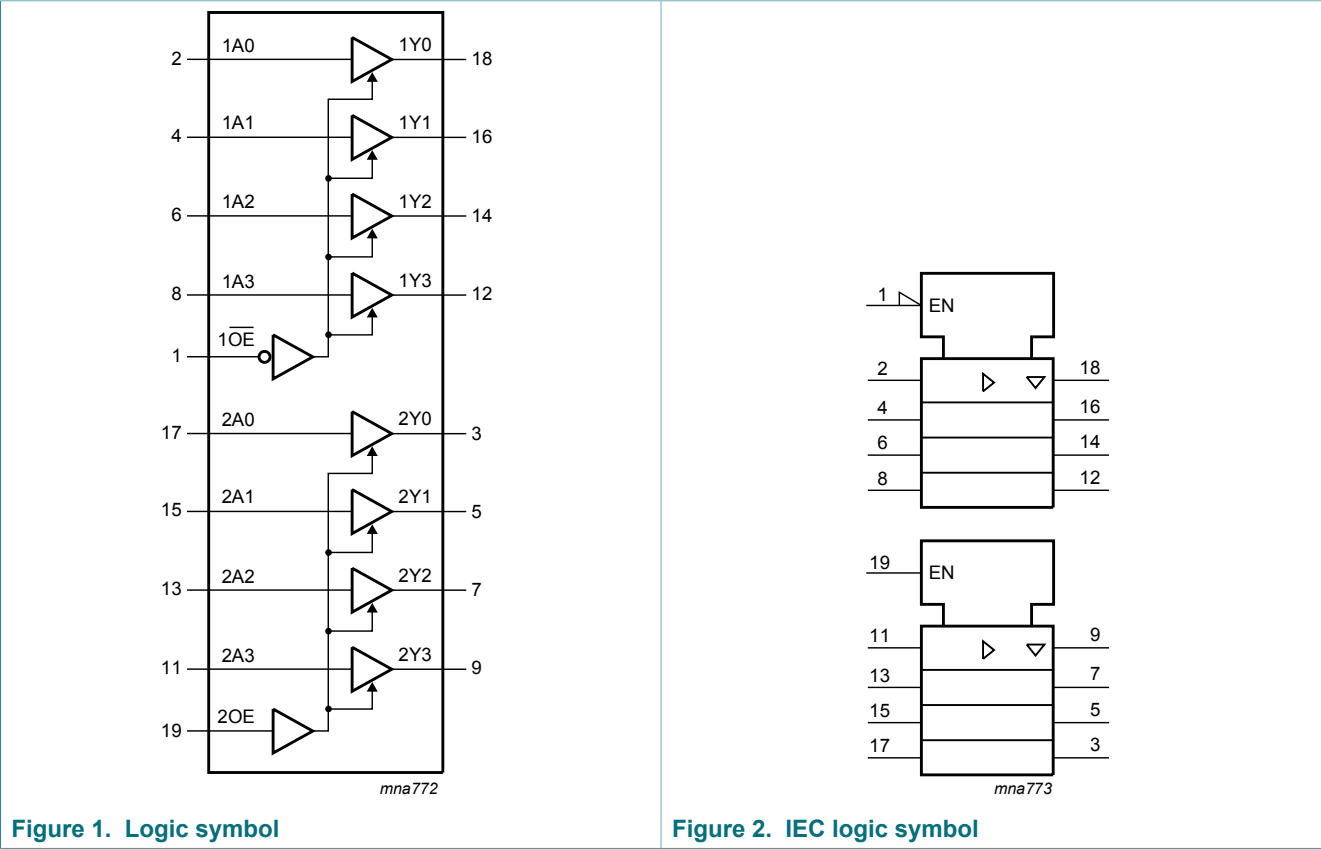 1A0 1Y0
2 18
1A1 1Y1
4 16
1A2 1Y2
6 14
1A3 1Y3
8 12
1O̅E̅
1
2A0 2Y0
17 3
2A1 2Y1
15 5
2A2 2Y2
13 7
2A3 2Y3
11 9
2OE
19
mna772
Figure 1. Logic symbol
1
EN
2 18
4 16
6 14
8 12
19
EN
11 9
13 7
15 5
17 3
mna773
Figure 2. IEC logic symbol